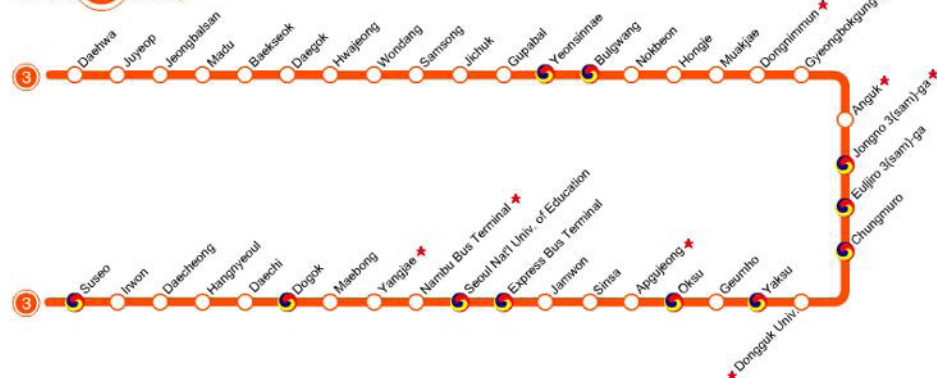 3
Daehwa
Juyeop
Jeongbalsan
Madu
Baekseok
Daegok
Hwajeong
Wondang
Samsong
Jichuk
Gupabal
Yeonsinnae
Bulgwang
Nokbeon
Hongje
Muakjae
Dongnimmun *
Gyeongbokgung
Anguk *
Jongno 3(sam)-ga *
Euljiro 3(sam)-ga
Chungmuro
3
Suseo
Irwon
Daecheong
Hangnyeoul
Daechi
Dogok
Maebong
Yangjae *
Nambu Bus Terminal *
Seoul Nat'l Univ. of Education
Express Bus Terminal
Jamwon
Sinsa
Apgujeong *
Oksu
Geumho
Yaksu
* Dongguk Univ.